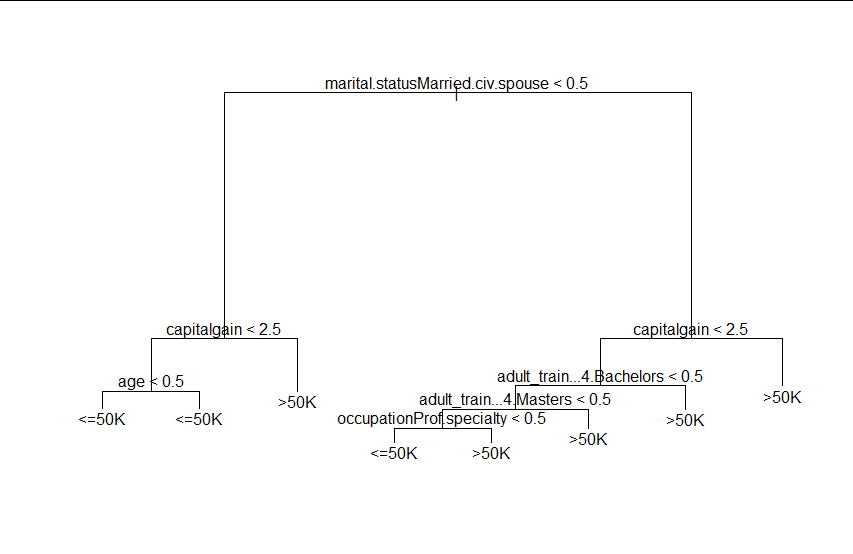 marital.statusMarried.civ.spouse < 0.5
capitalgain < 2.5
capitalgain < 2.5
age < 0.5
adult_train...4.Bachelors < 0.5
>50K
>50K
adult_train...4.Masters < 0.5
<=50K
<=50K
occupationProf.specialty < 0.5
>50K
>50K
<=50K
>50K